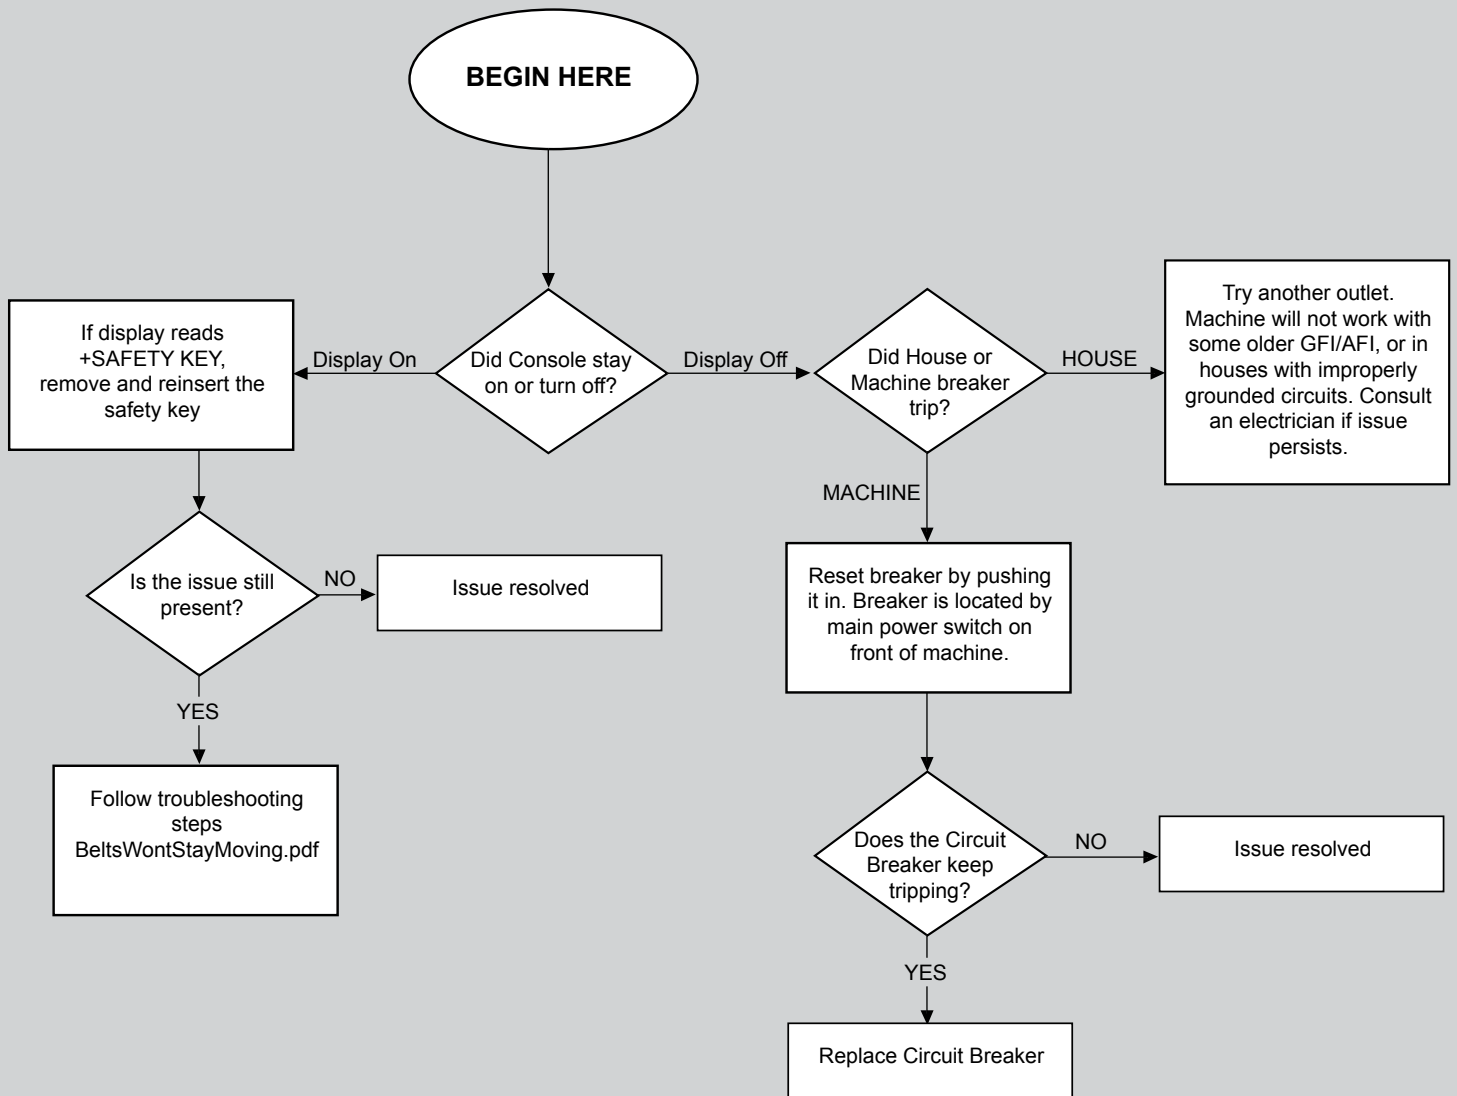 BEGIN HERE
If display reads
+SAFETY KEY,
remove and reinsert the
safety key
Display On
Did Console stay
on or turn off?
Display Off
Did House or
Machine breaker
trip?
HOUSE
Try another outlet.
Machine will not work with
some older GFI/AFI, or in
houses with improperly
grounded circuits. Consult
an electrician if issue
persists.
MACHINE
Is the issue still
present?
NO
Issue resolved
Reset breaker by pushing
it in. Breaker is located by
main power switch on
front of machine.
YES
Follow troubleshooting
steps
BeltsWontStayMoving.pdf
Does the Circuit
Breaker keep
tripping?
NO
Issue resolved
YES
Replace Circuit Breaker